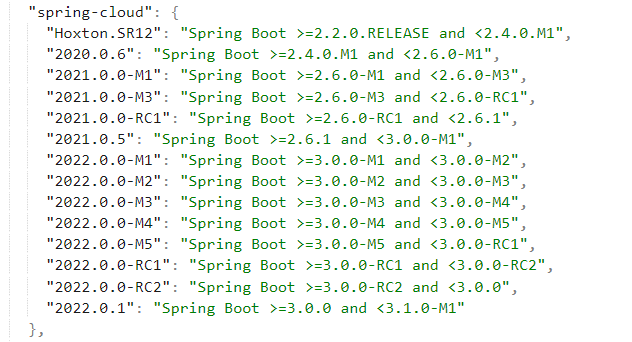 "spring-cloud": {
"Hoxton.SR12": "Spring Boot >=2.2.0.RELEASE and <2.4.0.M1",
"2020.0.6": "Spring Boot >=2.4.0.M1 and <2.6.0-M1",
"2021.0.0-M1": "Spring Boot >=2.6.0-M1 and <2.6.0-M3",
"2021.0.0-M3": "Spring Boot >=2.6.0-M3 and <2.6.0-RC1",
"2021.0.0-RC1": "Spring Boot >=2.6.0-RC1 and <2.6.1",
"2021.0.5": "Spring Boot >=2.6.1 and <3.0.0-M1",
"2022.0.0-M1": "Spring Boot >=3.0.0-M1 and <3.0.0-M2",
"2022.0.0-M2": "Spring Boot >=3.0.0-M2 and <3.0.0-M3",
"2022.0.0-M3": "Spring Boot >=3.0.0-M3 and <3.0.0-M4",
"2022.0.0-M4": "Spring Boot >=3.0.0-M4 and <3.0.0-M5",
"2022.0.0-M5": "Spring Boot >=3.0.0-M5 and <3.0.0-RC1",
"2022.0.0-RC1": "Spring Boot >=3.0.0-RC1 and <3.0.0-RC2",
"2022.0.0-RC2": "Spring Boot >=3.0.0-RC2 and <3.0.0",
"2022.0.1": "Spring Boot >=3.0.0 and <3.1.0-M1"
},